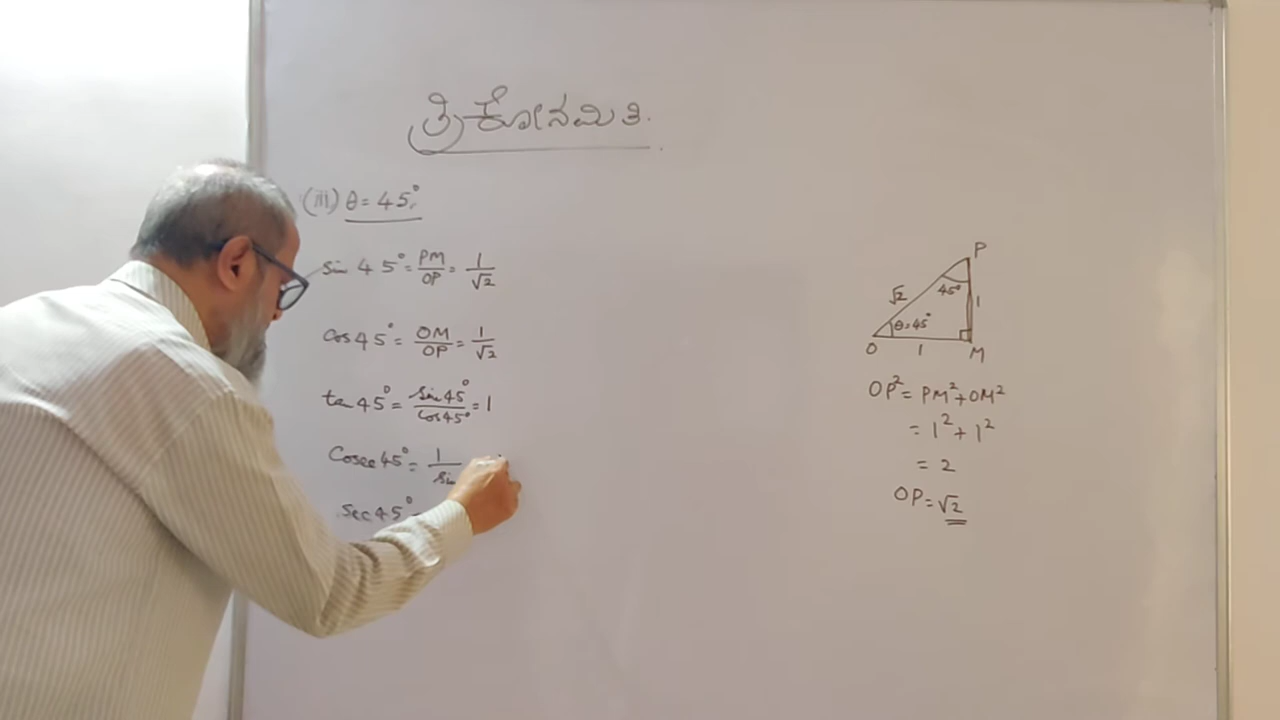 ತ್ರಿಕೋನಮಿತಿ.
(iii) θ = 45°
sin 45° = PM/OP = 1/√2
cos 45° = OM/OP = 1/√2
tan 45° = sin 45°/cos 45° = 1
Cosec 45° = 1/sin
sec 45° =
P
45°
√2
1
θ=45°
O
1
M
OP² = PM² + OM²
= 1² + 1²
= 2
OP = √2